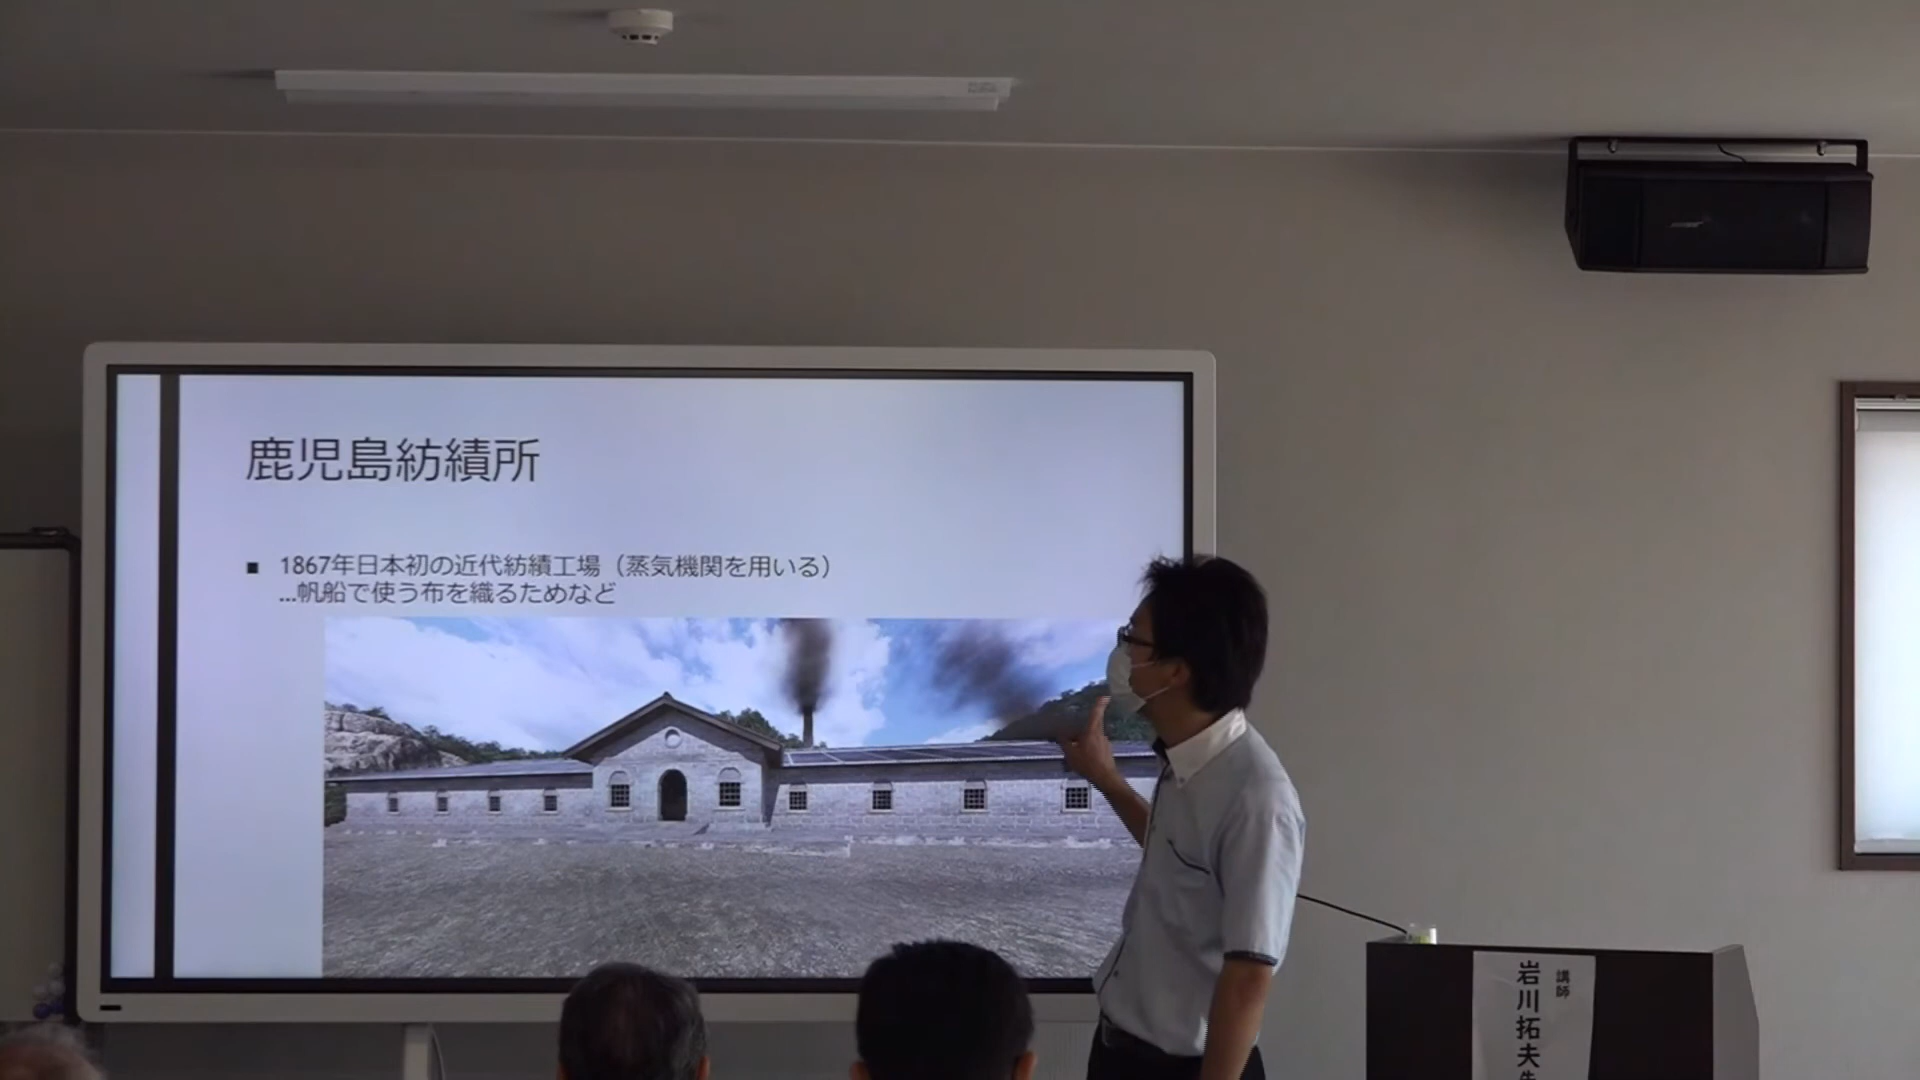 鹿児島紡績所
■ 1867年日本初の近代紡績工場（蒸気機関を用いる）
…帆船で使う布を織るためなど
講師
岩川拓夫先